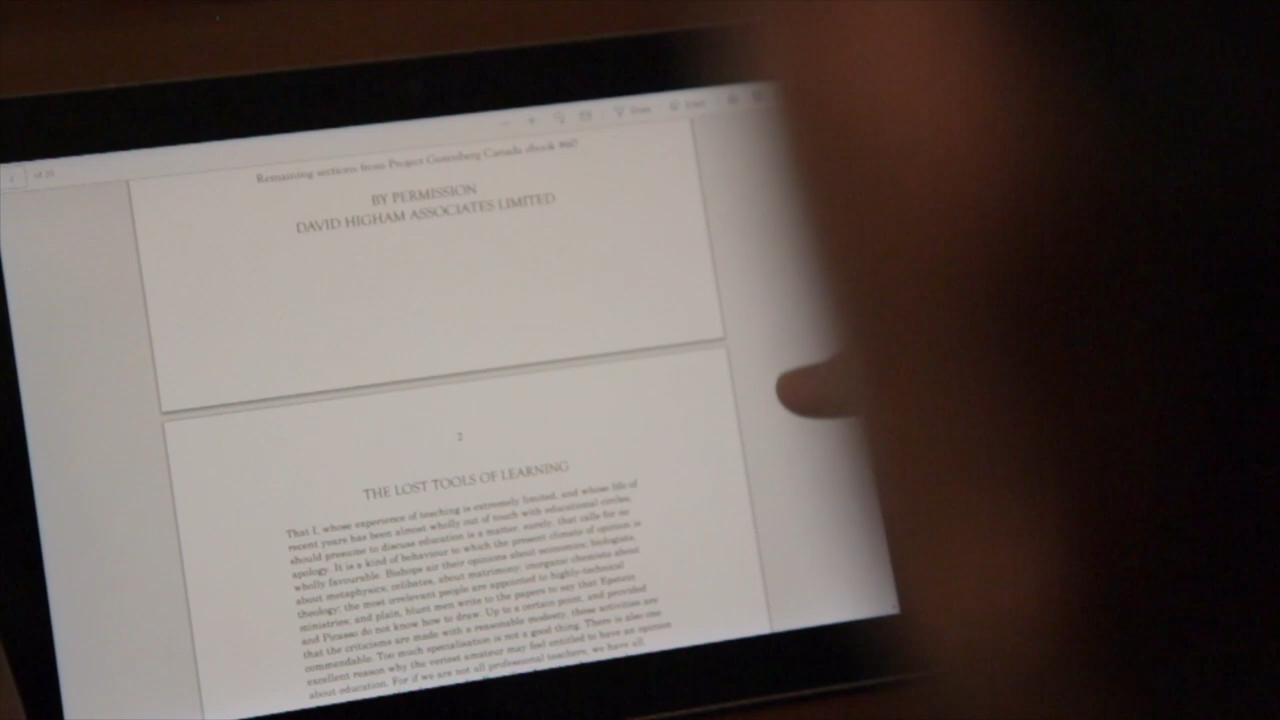 of 21
Remaining sections from Project Gutenberg Canada ebook #60
BY PERMISSION
DAVID HIGHAM ASSOCIATES LIMITED
2
THE LOST TOOLS OF LEARNING
That I, whose experience of teaching is extremely limited, and whose life of
recent years has been almost wholly out of touch with educational circles,
should presume to discuss education is a matter, surely, that calls for no
apology. It is a kind of behaviour to which the present climate of opinion is
wholly favourable. Bishops air their opinions about economics; biologists,
about metaphysics; celibates, about matrimony; inorganic chemists about
theology; the most irrelevant people are appointed to highly-technical
ministries; and plain, blunt men write to the papers to say that Epstein
and Picasso do not know how to draw. Up to a certain point, and provided
that the criticisms are made with a reasonable modesty, these activities are
commendable. Too much specialisation is not a good thing. There is also one
excellent reason why the veriest amateur may feel entitled to have an opinion
about education. For if we are not all professional teachers, we have all,